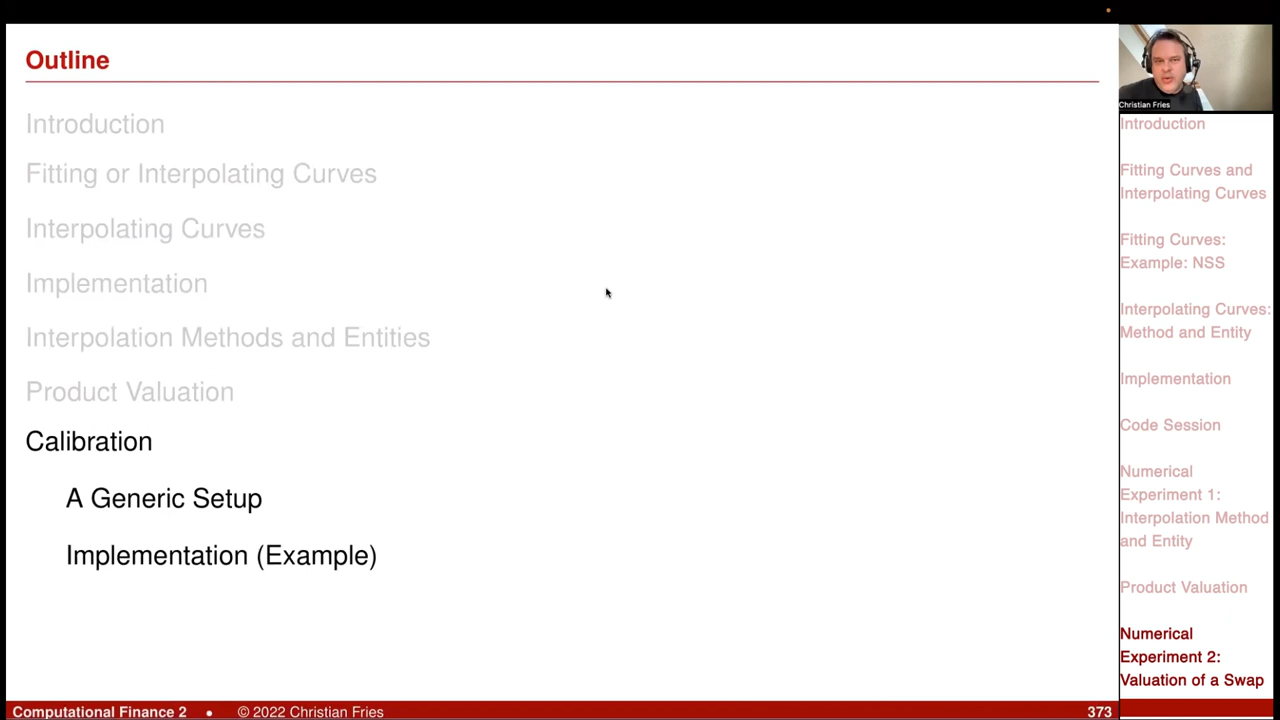 Outline
Introduction
Fitting or Interpolating Curves
Interpolating Curves
Implementation
Interpolation Methods and Entities
Product Valuation
Calibration
A Generic Setup
Implementation (Example)
Christian Fries
Introduction
Fitting Curves and
Interpolating Curves
Fitting Curves:
Example: NSS
Interpolating Curves:
Method and Entity
Implementation
Code Session
Numerical
Experiment 1:
Interpolation Method
and Entity
Product Valuation
Numerical
Experiment 2:
Valuation of a Swap
Computational Finance 2 • © 2022 Christian Fries 373